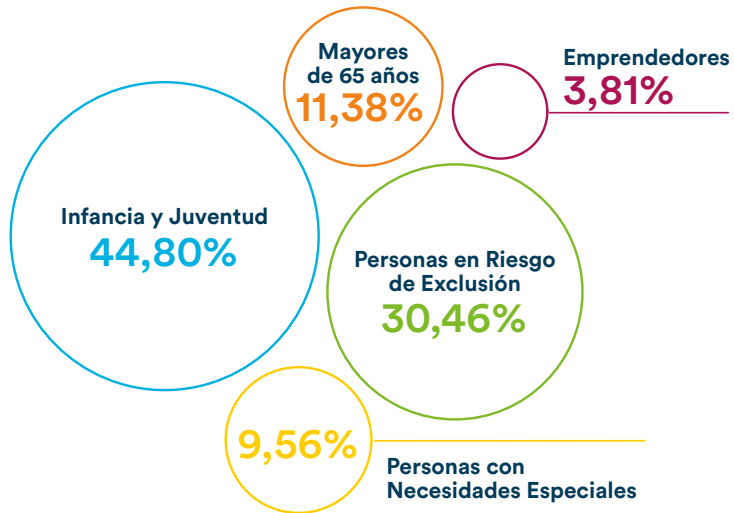 Mayores
de 65 años
11,38%
Emprendedores
3,81%
Infancia y Juventud
44,80%
Personas en Riesgo
de Exclusión
30,46%
9,56%
Personas con
Necesidades Especiales